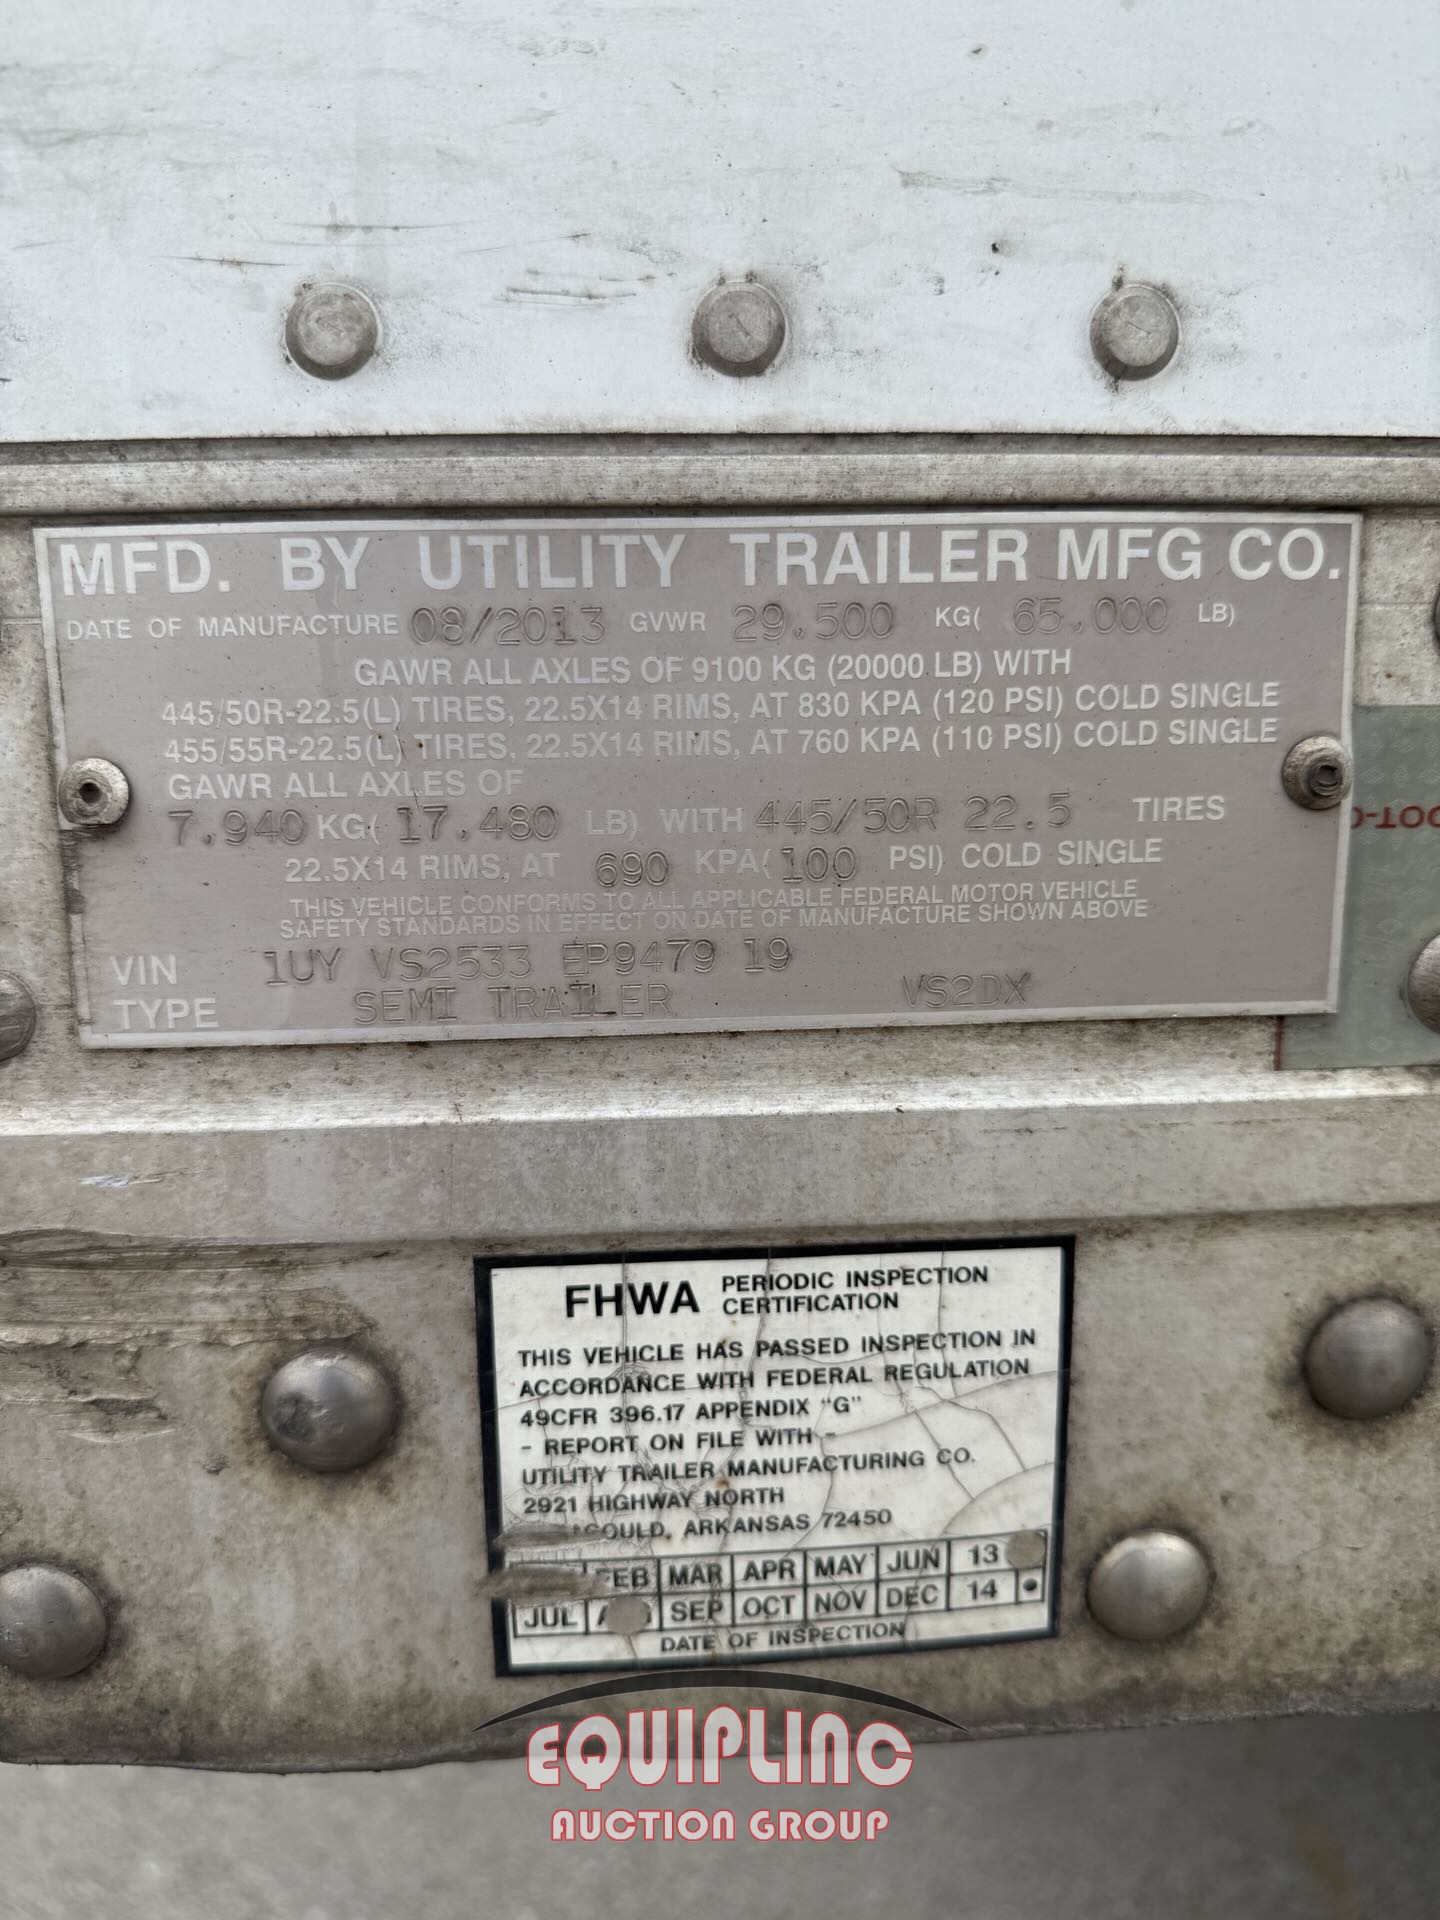 MFD. BY UTILITY TRAILER MFG CO.
DATE OF MANUFACTURE 08/2013 GVWR 29,500 KG( 65,000 LB)
GAWR ALL AXLES OF 9100 KG (20000 LB) WITH
445/50R-22.5(L) TIRES, 22.5X14 RIMS, AT 830 KPA (120 PSI) COLD SINGLE
455/55R-22.5(L) TIRES, 22.5X14 RIMS, AT 760 KPA (110 PSI) COLD SINGLE
GAWR ALL AXLES OF
7,940 KG( 17,480 LB) WITH 445/50R 22.5 TIRES
22.5X14 RIMS, AT 690 KPA( 100 PSI) COLD SINGLE
THIS VEHICLE CONFORMS TO ALL APPLICABLE FEDERAL MOTOR VEHICLE
SAFETY STANDARDS IN EFFECT ON DATE OF MANUFACTURE SHOWN ABOVE
VIN 1UY VS2533 EP9479 19
TYPE SEMI TRAILER VS2DX
FHWA PERIODIC INSPECTION
CERTIFICATION
THIS VEHICLE HAS PASSED INSPECTION IN
ACCORDANCE WITH FEDERAL REGULATION
49CFR 396.17 APPENDIX "G"
- REPORT ON FILE WITH -
UTILITY TRAILER MANUFACTURING CO.
2921 HIGHWAY NORTH
ARKANSAS 72450
FEB MAR APR MAY JUN 13
JUL SEP OCT NOV DEC 14
DATE OF INSPECTION
EQUIPLINC
AUCTION GROUP